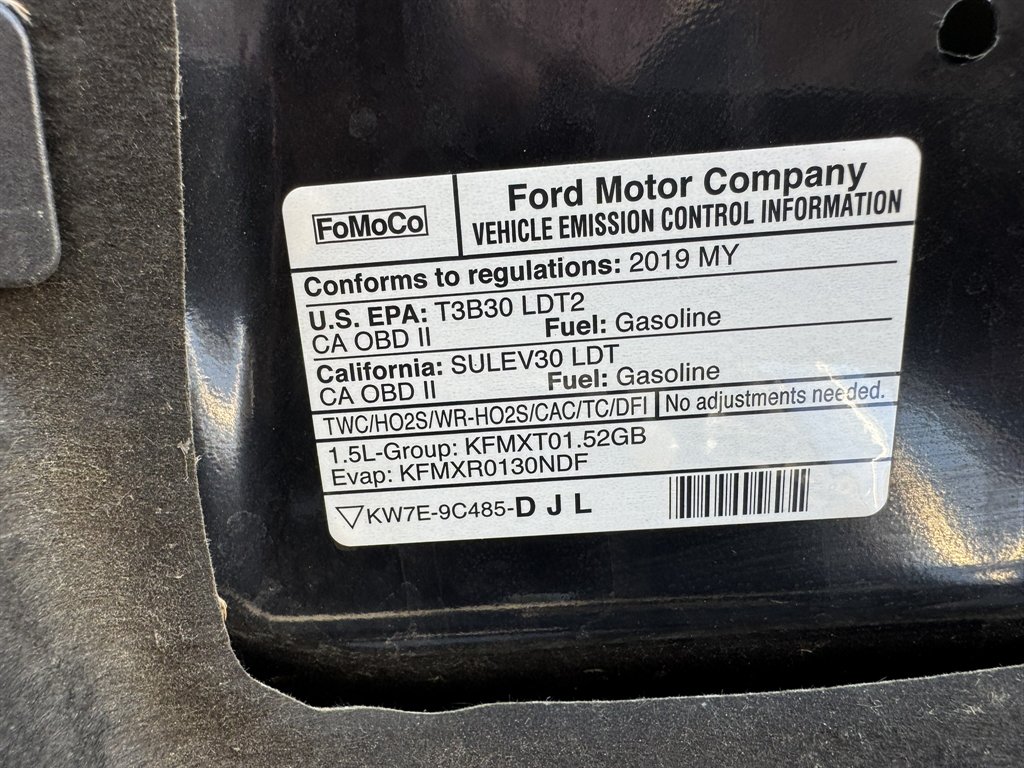 FoMoCo
Ford Motor Company
VEHICLE EMISSION CONTROL INFORMATION
Conforms to regulations: 2019 MY
U.S. EPA: T3B30 LDT2
CA OBD II Fuel: Gasoline
California: SULEV30 LDT
CA OBD II Fuel: Gasoline
TWC/HO2S/WR-HO2S/CAC/TC/DFI No adjustments needed.
1.5L-Group: KFMXT01.52GB
Evap: KFMXR0130NDF
KW7E-9C485-D J L